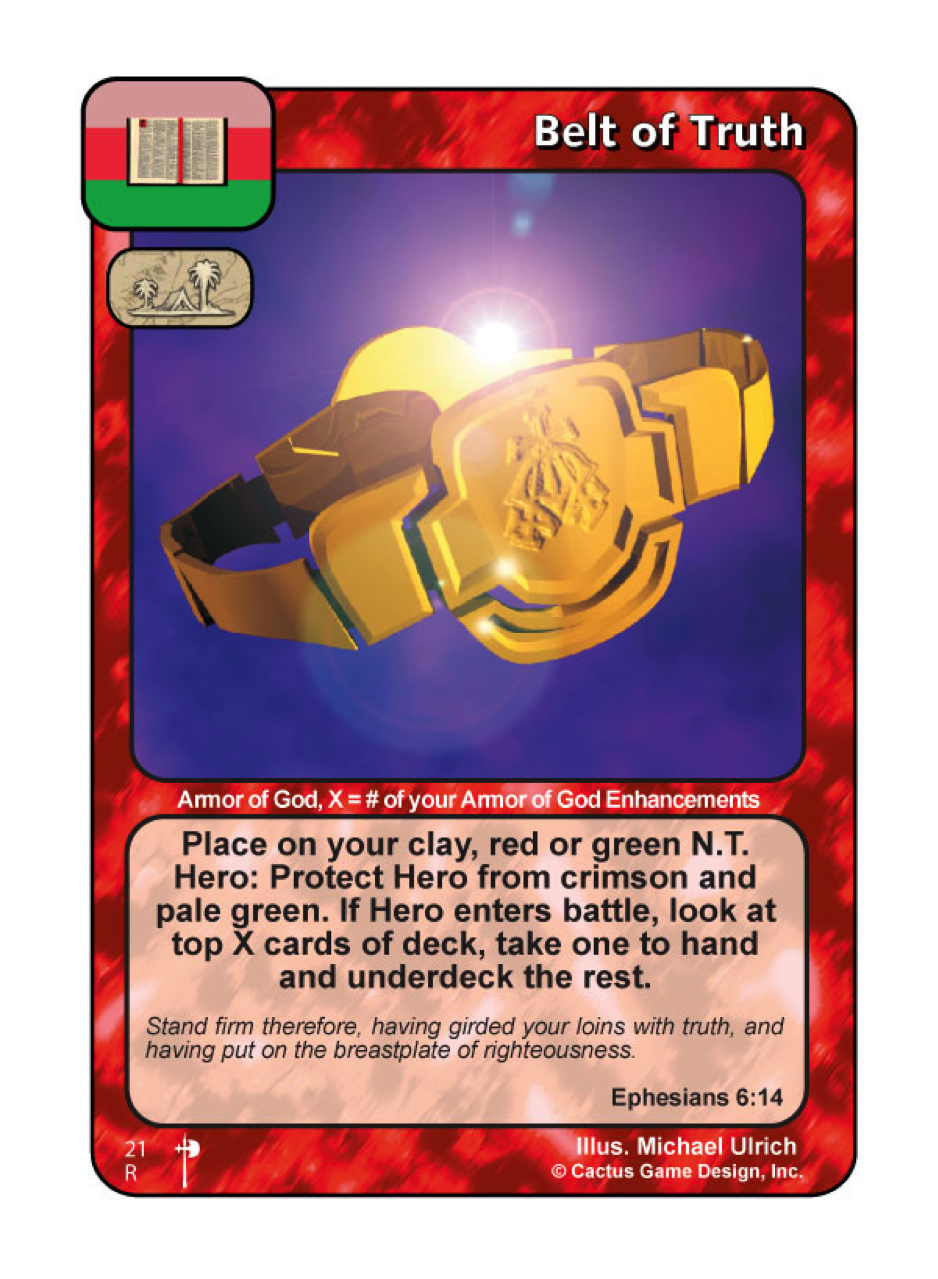 Belt of Truth
Armor of God, X = # of your Armor of God Enhancements
Place on your clay, red or green N.T.
Hero: Protect Hero from crimson and
pale green. If Hero enters battle, look at
top X cards of deck, take one to hand
and underdeck the rest.
Stand firm therefore, having girded your loins with truth, and
having put on the breastplate of righteousness.
Ephesians 6:14
21
R
Illus. Michael Ulrich
© Cactus Game Design, Inc.